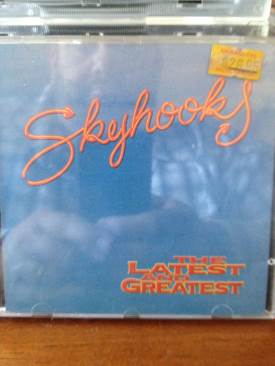 Skyhooks
THE
LATEST
AND
GREATEST